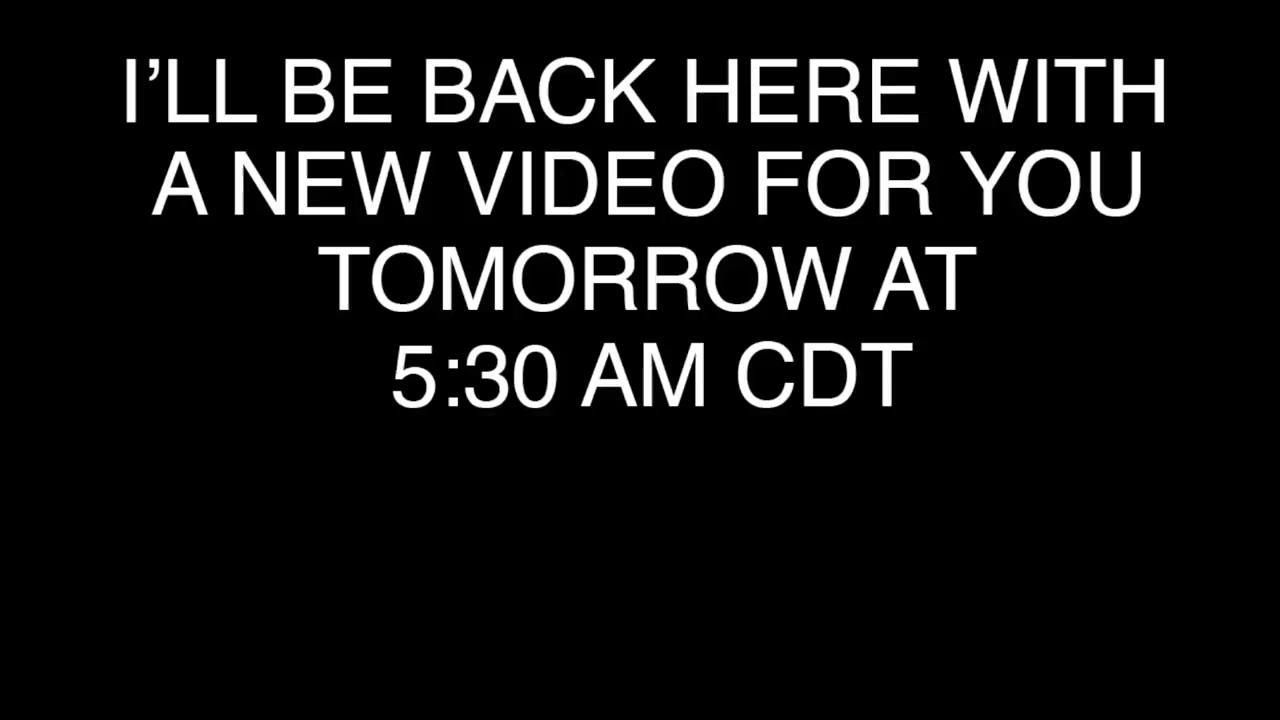 I’LL BE BACK HERE WITH
A NEW VIDEO FOR YOU
TOMORROW AT
5:30 AM CDT